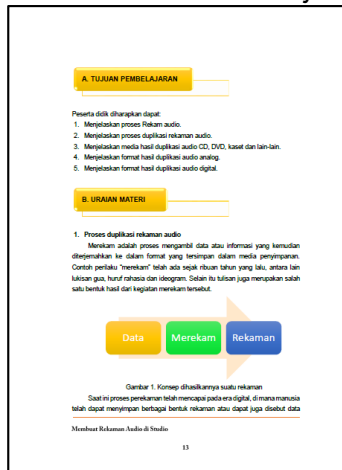 A. TUJUAN PEMBELAJARAN
Peserta didik diharapkan dapat:
1. Menjelaskan proses Rekam audio.
2. Menjelaskan proses duplikasi rekaman audio.
3. Menjelaskan media hasil duplikasi audio CD, DVD, kaset dan lain-lain.
4. Menjelaskan format hasil duplikasi audio analog.
5. Menjelaskan format hasil duplikasi audio digital.
B. URAIAN MATERI
1. Proses duplikasi rekaman audio
Merekam adalah proses mengambil data atau informasi yang kemudian
diterjemahkan ke dalam format yang tersimpan dalam media penyimpanan.
Contoh perilaku "merekam" telah ada sejak ribuan tahun yang lalu, antara lain
lukisan gua, huruf rahasia dan ideogram. Selain itu tulisan juga merupakan salah
satu bentuk hasil dari kegiatan merekam tersebut.
Data Merekam Rekaman
Gambar 1. Konsep dihasilkannya suatu rekaman
Saat ini proses perekaman telah mencapai pada era digital, di mana manusia
telah dapat menyimpan berbagai bentuk rekaman atau dapat juga disebut data
Membuat Rekaman Audio di Studio
13